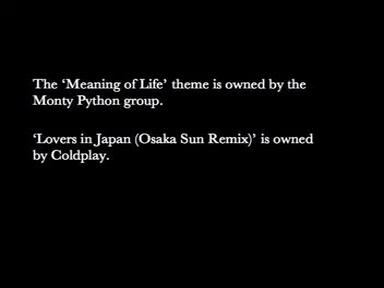 The ‘Meaning of Life’ theme is owned by the
Monty Python group.
‘Lovers in Japan (Osaka Sun Remix)’ is owned
by Coldplay.